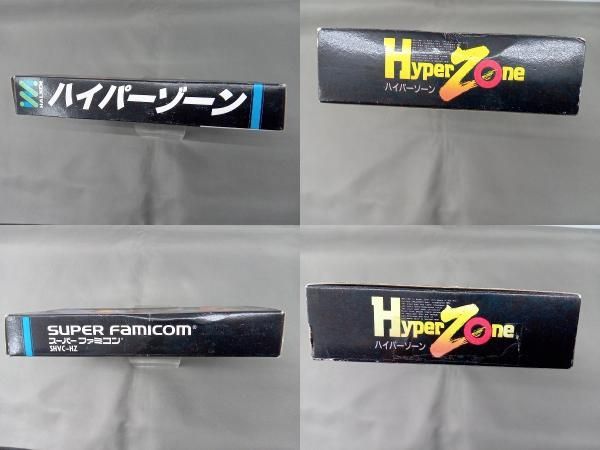 ハイパーゾーン
HyperZone
ハイパーゾーン
SUPER FAMICOM®
スーパーファミコン®
SHVC-HZ
HyperZone
ハイパーゾーン